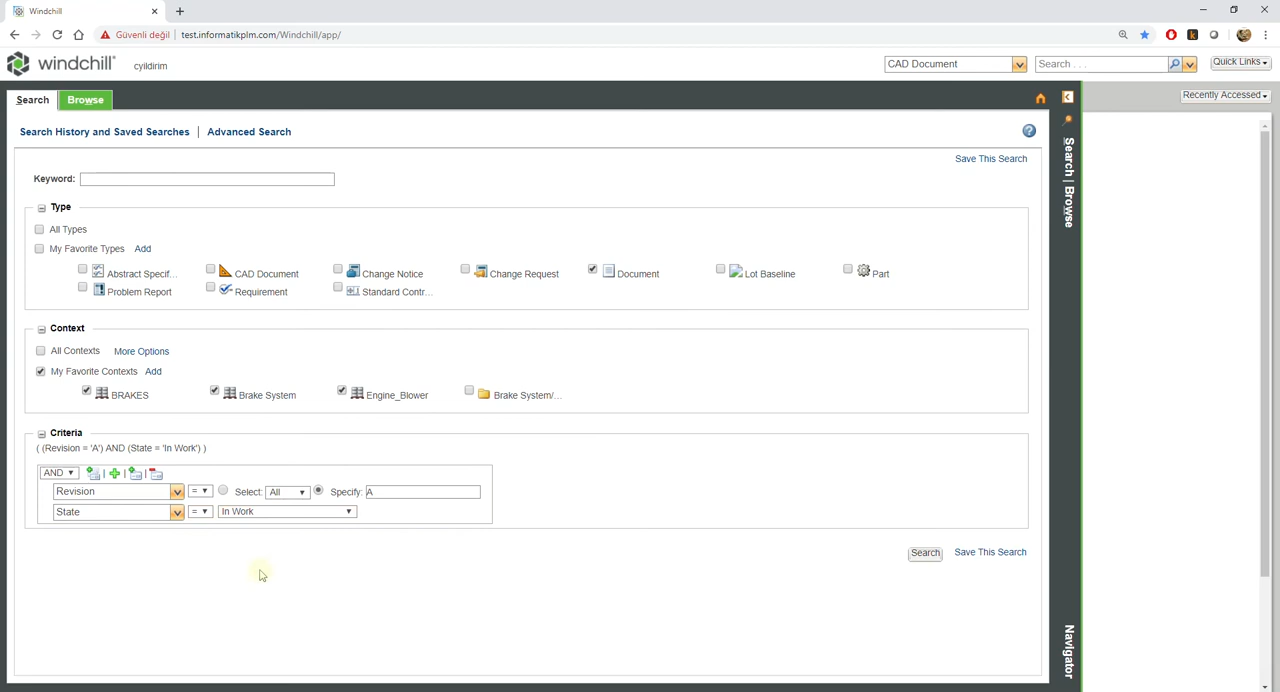 Windchill
Güvenli değil
test.informatikplm.com/Windchill/app/
windchill
cyildirim
CAD Document
Search . . .
Quick Links
Search
Browse
Recently Accessed
Search History and Saved Searches | Advanced Search
Save This Search
Keyword:
Type
All Types
My Favorite Types Add
Abstract Specif... CAD Document Change Notice Change Request Document Lot Baseline Part
Problem Report Requirement Standard Contr...
Context
All Contexts More Options
My Favorite Contexts Add
BRAKES Brake System Engine_Blower Brake System/...
Criteria
( (Revision = 'A') AND (State = 'In Work') )
AND
Revision = Select: All Specify: A
State = In Work
Search Save This Search
Search | Browse
Navigator